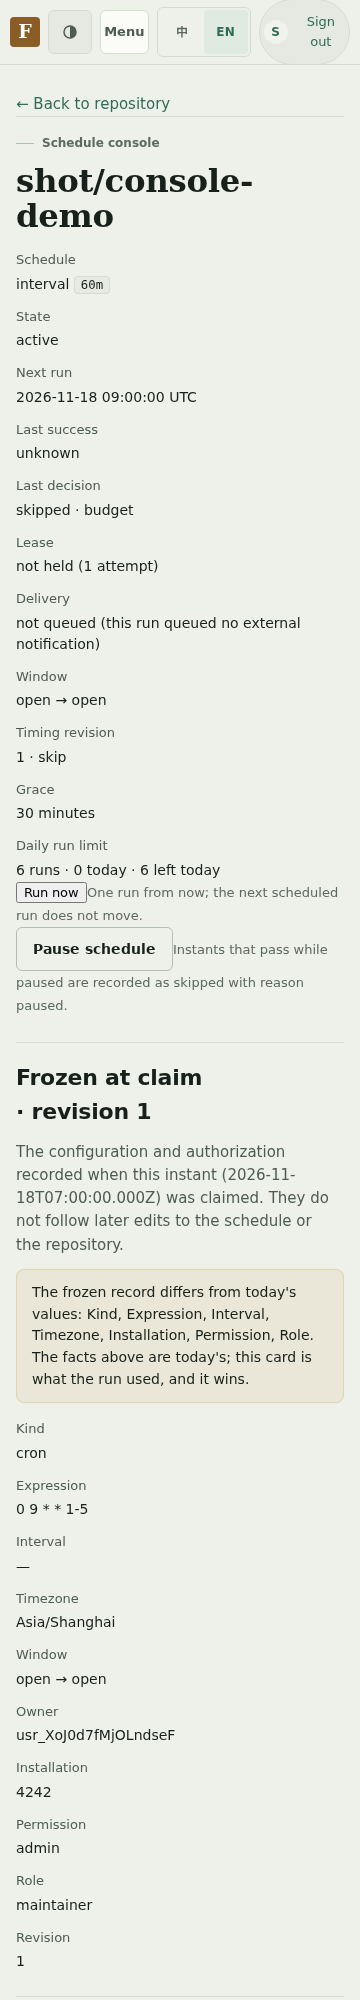 F
Menu
中
EN
S
Sign
out
← Back to repository
Schedule console
shot/console-
demo
Schedule
interval 60m
State
active
Next run
2026-11-18 09:00:00 UTC
Last success
unknown
Last decision
skipped · budget
Lease
not held (1 attempt)
Delivery
not queued (this run queued no external
notification)
Window
open → open
Timing revision
1 · skip
Grace
30 minutes
Daily run limit
6 runs · 0 today · 6 left today
Run now One run from now; the next scheduled
run does not move.
Pause schedule Instants that pass while
paused are recorded as skipped with reason
paused.
Frozen at claim
· revision 1
The configuration and authorization
recorded when this instant (2026-11-
18T07:00:00.000Z) was claimed. They do
not follow later edits to the schedule or
the repository.
The frozen record differs from today's
values: Kind, Expression, Interval,
Timezone, Installation, Permission, Role.
The facts above are today's; this card is
what the run used, and it wins.
Kind
cron
Expression
0 9 * * 1-5
Interval
—
Timezone
Asia/Shanghai
Window
open → open
Owner
usr_XoJ0d7fMjOLndseF
Installation
4242
Permission
admin
Role
maintainer
Revision
1